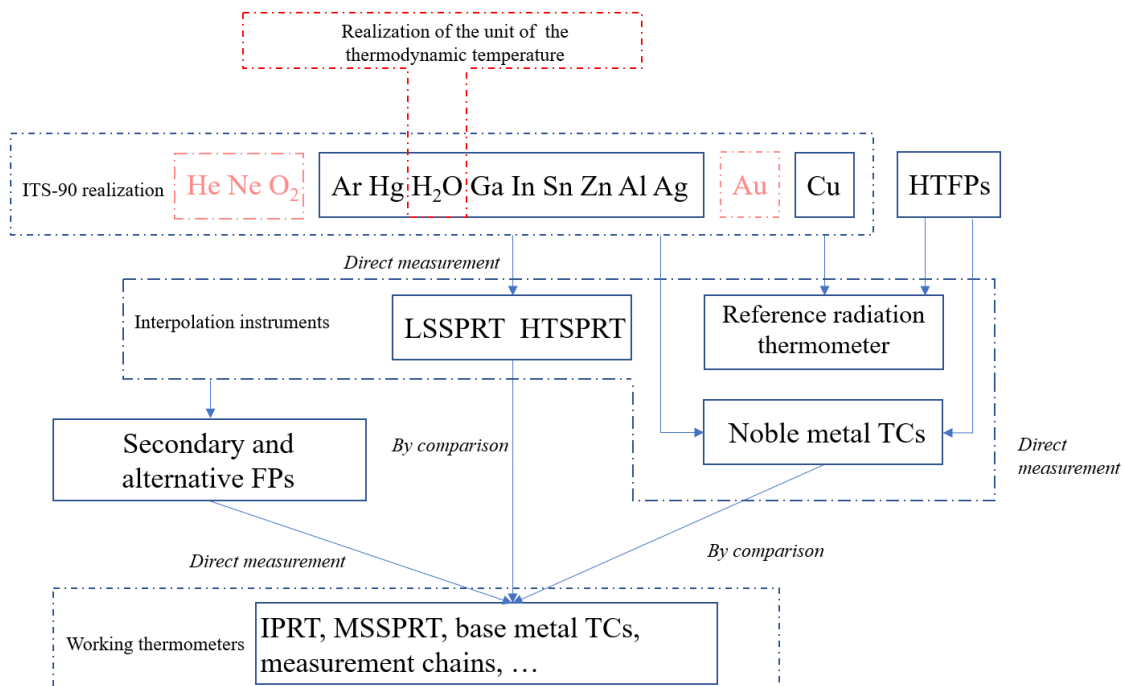 Realization of the unit of the
thermodynamic temperature
ITS-90 realization
He Ne O₂
Ar Hg H₂O Ga In Sn Zn Al Ag
Au
Cu
HTFPs
Direct measurement
Interpolation instruments
LSSPRT HTSPRT
Reference radiation
thermometer
Secondary and
alternative FPs
By comparison
Noble metal TCs
Direct
measurement
Direct measurement
By comparison
Working thermometers
IPRT, MSSPRT, base metal TCs,
measurement chains, …